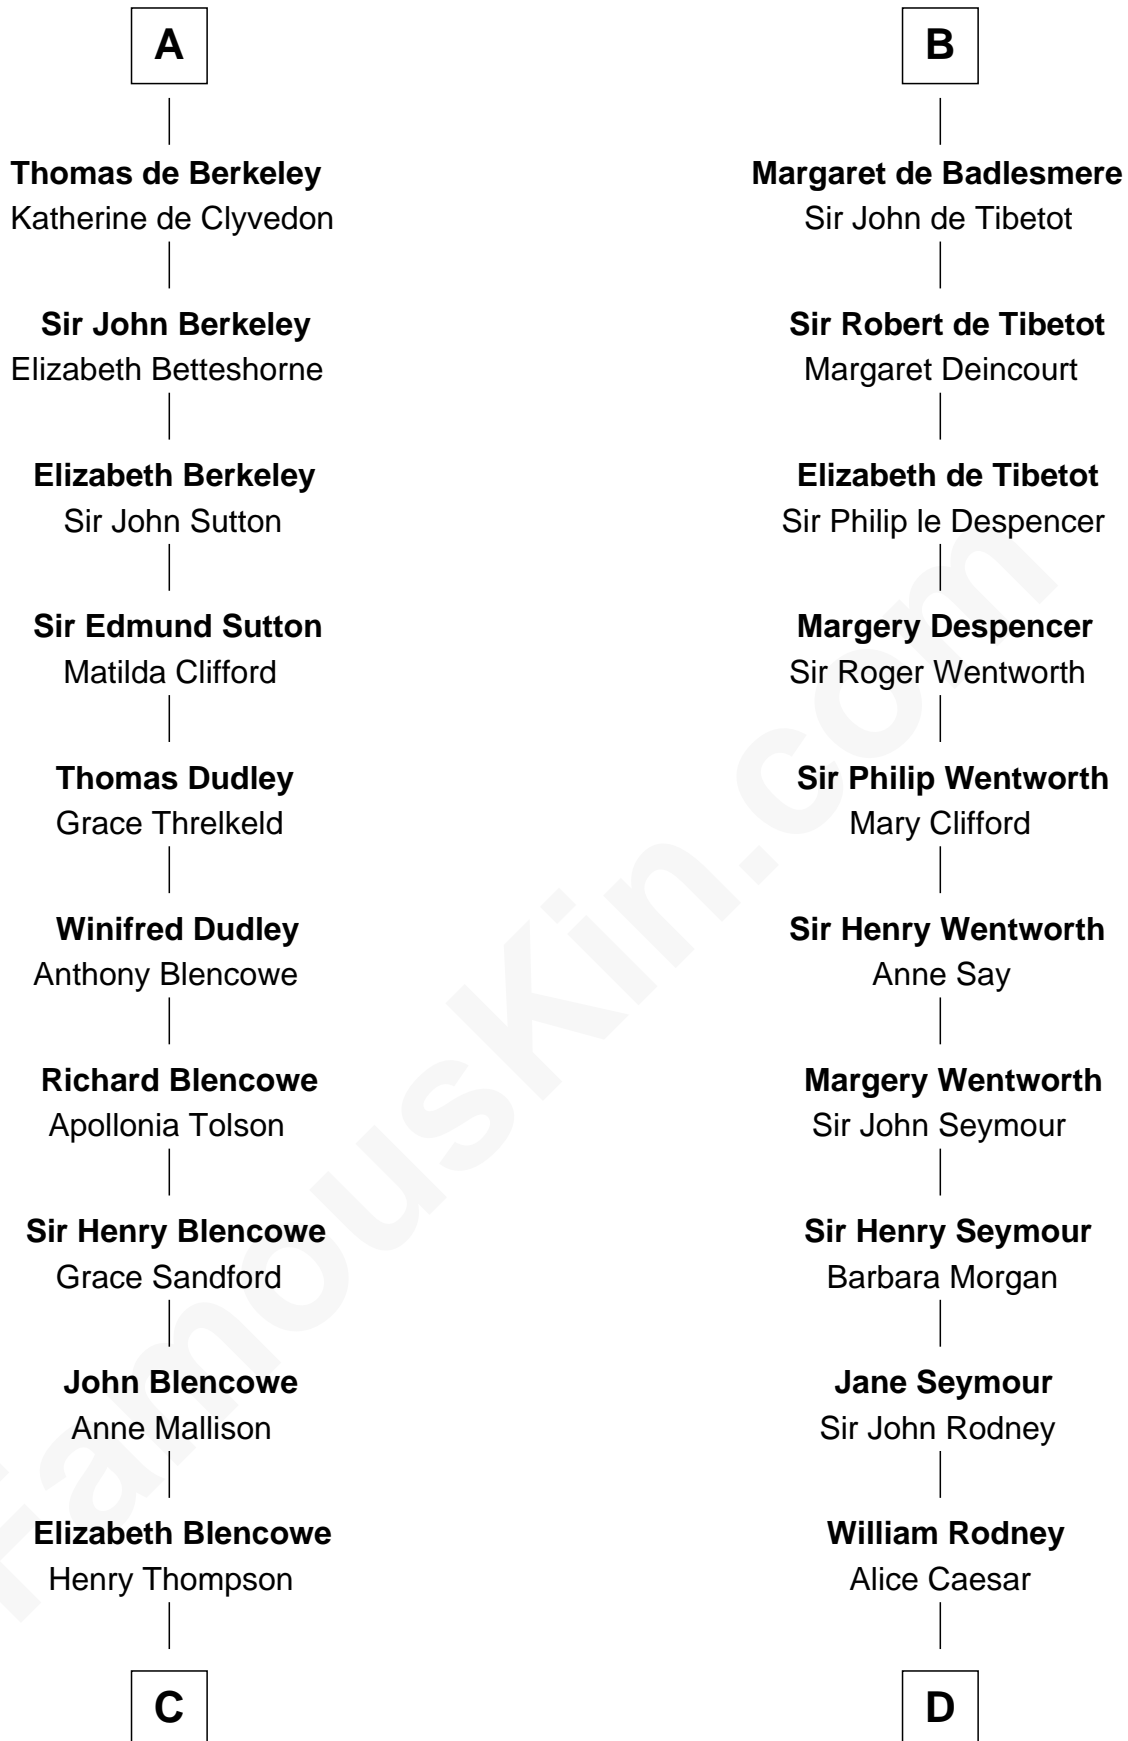 A
Thomas de Berkeley
Katherine de Clyvedon
Sir John Berkeley
Elizabeth Betteshorne
Elizabeth Berkeley
Sir John Sutton
Sir Edmund Sutton
Matilda Clifford
Thomas Dudley
Grace Threlkeld
Winifred Dudley
Anthony Blencowe
Richard Blencowe
Apollonia Tolson
Sir Henry Blencowe
Grace Sandford
John Blencowe
Anne Mallison
Elizabeth Blencowe
Henry Thompson
C
B
Margaret de Badlesmere
Sir John de Tibetot
Sir Robert de Tibetot
Margaret Deincourt
Elizabeth de Tibetot
Sir Philip le Despencer
Margery Despencer
Sir Roger Wentworth
Sir Philip Wentworth
Mary Clifford
Sir Henry Wentworth
Anne Say
Margery Wentworth
Sir John Seymour
Sir Henry Seymour
Barbara Morgan
Jane Seymour
Sir John Rodney
William Rodney
Alice Caesar
D
FamousKin.com